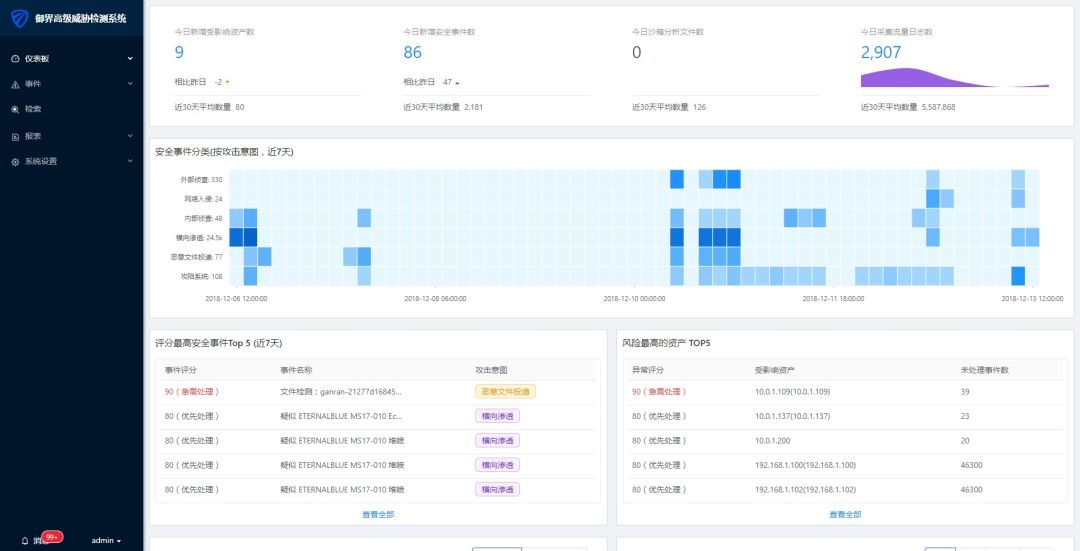 御界高级威胁检测系统
仪表板
事件
检索
报表
系统设置
消息
99+
admin
今日新增受影响资产数
9
相比昨日 -2
近30天平均数量 80
今日新增安全事件数
86
相比昨日 47
近30天平均数量 2,181
今日沙箱分析文件数
0
近30天平均数量 126
今日采集流量日志数
2,907
近30天平均数量 5,587,868
安全事件分类(按攻击意图，近7天)
外部侦查: 330
网络入侵: 24
内部侦查: 48
横向渗透: 24.5k
恶意文件投递: 77
攻陷系统: 108
2018-12-06 12:00:00 2018-12-08 06:00:00 2018-12-10 00:00:00 2018-12-11 18:00:00 2018-12-13 12:00:00
评分最高安全事件Top 5 (近7天)
事件评分 事件名称 攻击意图
90（急需处理） 文件检测：ganran-21277d16845... 恶意文件投递
80（优先处理） 疑似 ETERNALBLUE MS17-010 Ec... 横向渗透
80（优先处理） 疑似 ETERNALBLUE MS17-010 堆喷 横向渗透
80（优先处理） 疑似 ETERNALBLUE MS17-010 堆喷 横向渗透
80（优先处理） 疑似 ETERNALBLUE MS17-010 堆喷 横向渗透
查看全部
风险最高的资产 TOP5
异常评分 受影响资产 未处理事件数
90（急需处理） 10.0.1.109(10.0.1.109) 39
80（优先处理） 10.0.1.137(10.0.1.137) 23
80（优先处理） 10.0.1.200 20
80（优先处理） 192.168.1.100(192.168.1.100) 46300
80（优先处理） 192.168.1.102(192.168.1.102) 46300
查看全部